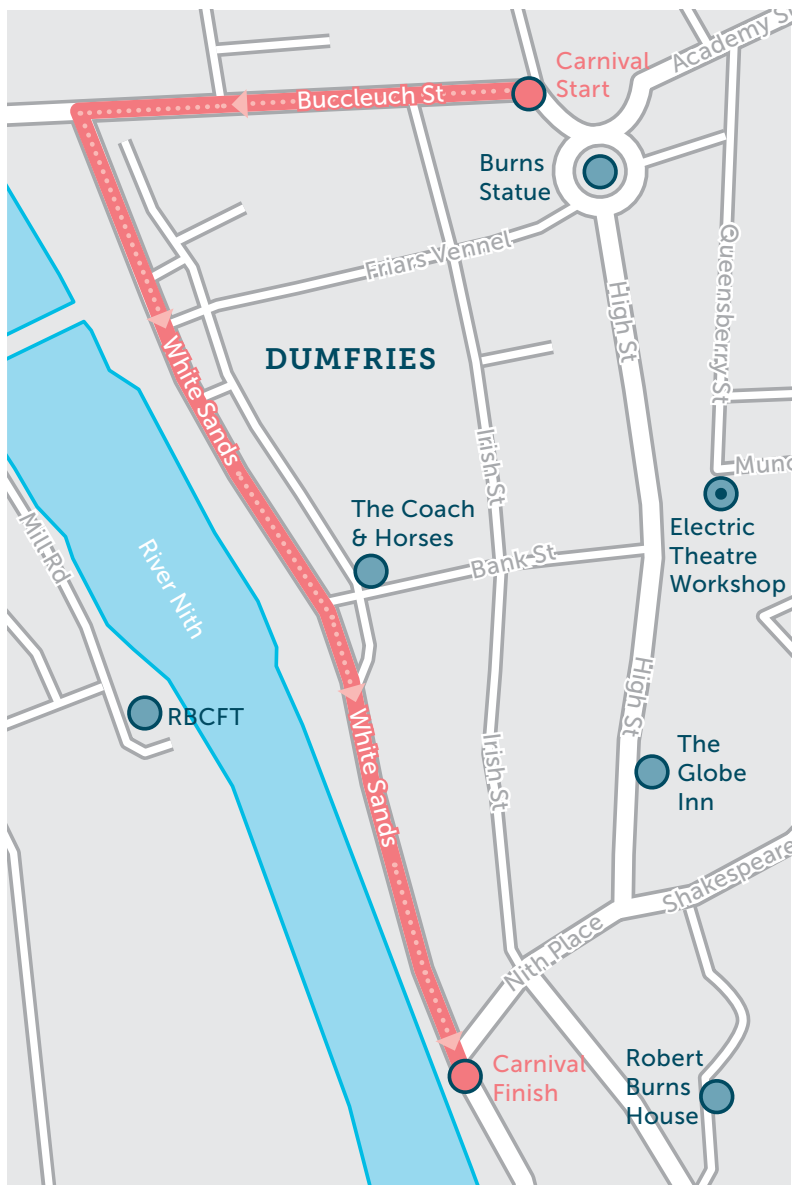 Carnival
Start
Academy S
Buccleuch St
Burns
Statue
Friars Vennel
Queensberry St
High St
DUMFRIES
White Sands
Irish St
Mund
The Coach
& Horses
Electric
Theatre
Workshop
Mill Rd
River Nith
Bank St
High St
RBCFT
White Sands
Irish St
The
Globe
Inn
Shakespeare
Nith Place
Carnival
Finish
Robert
Burns
House